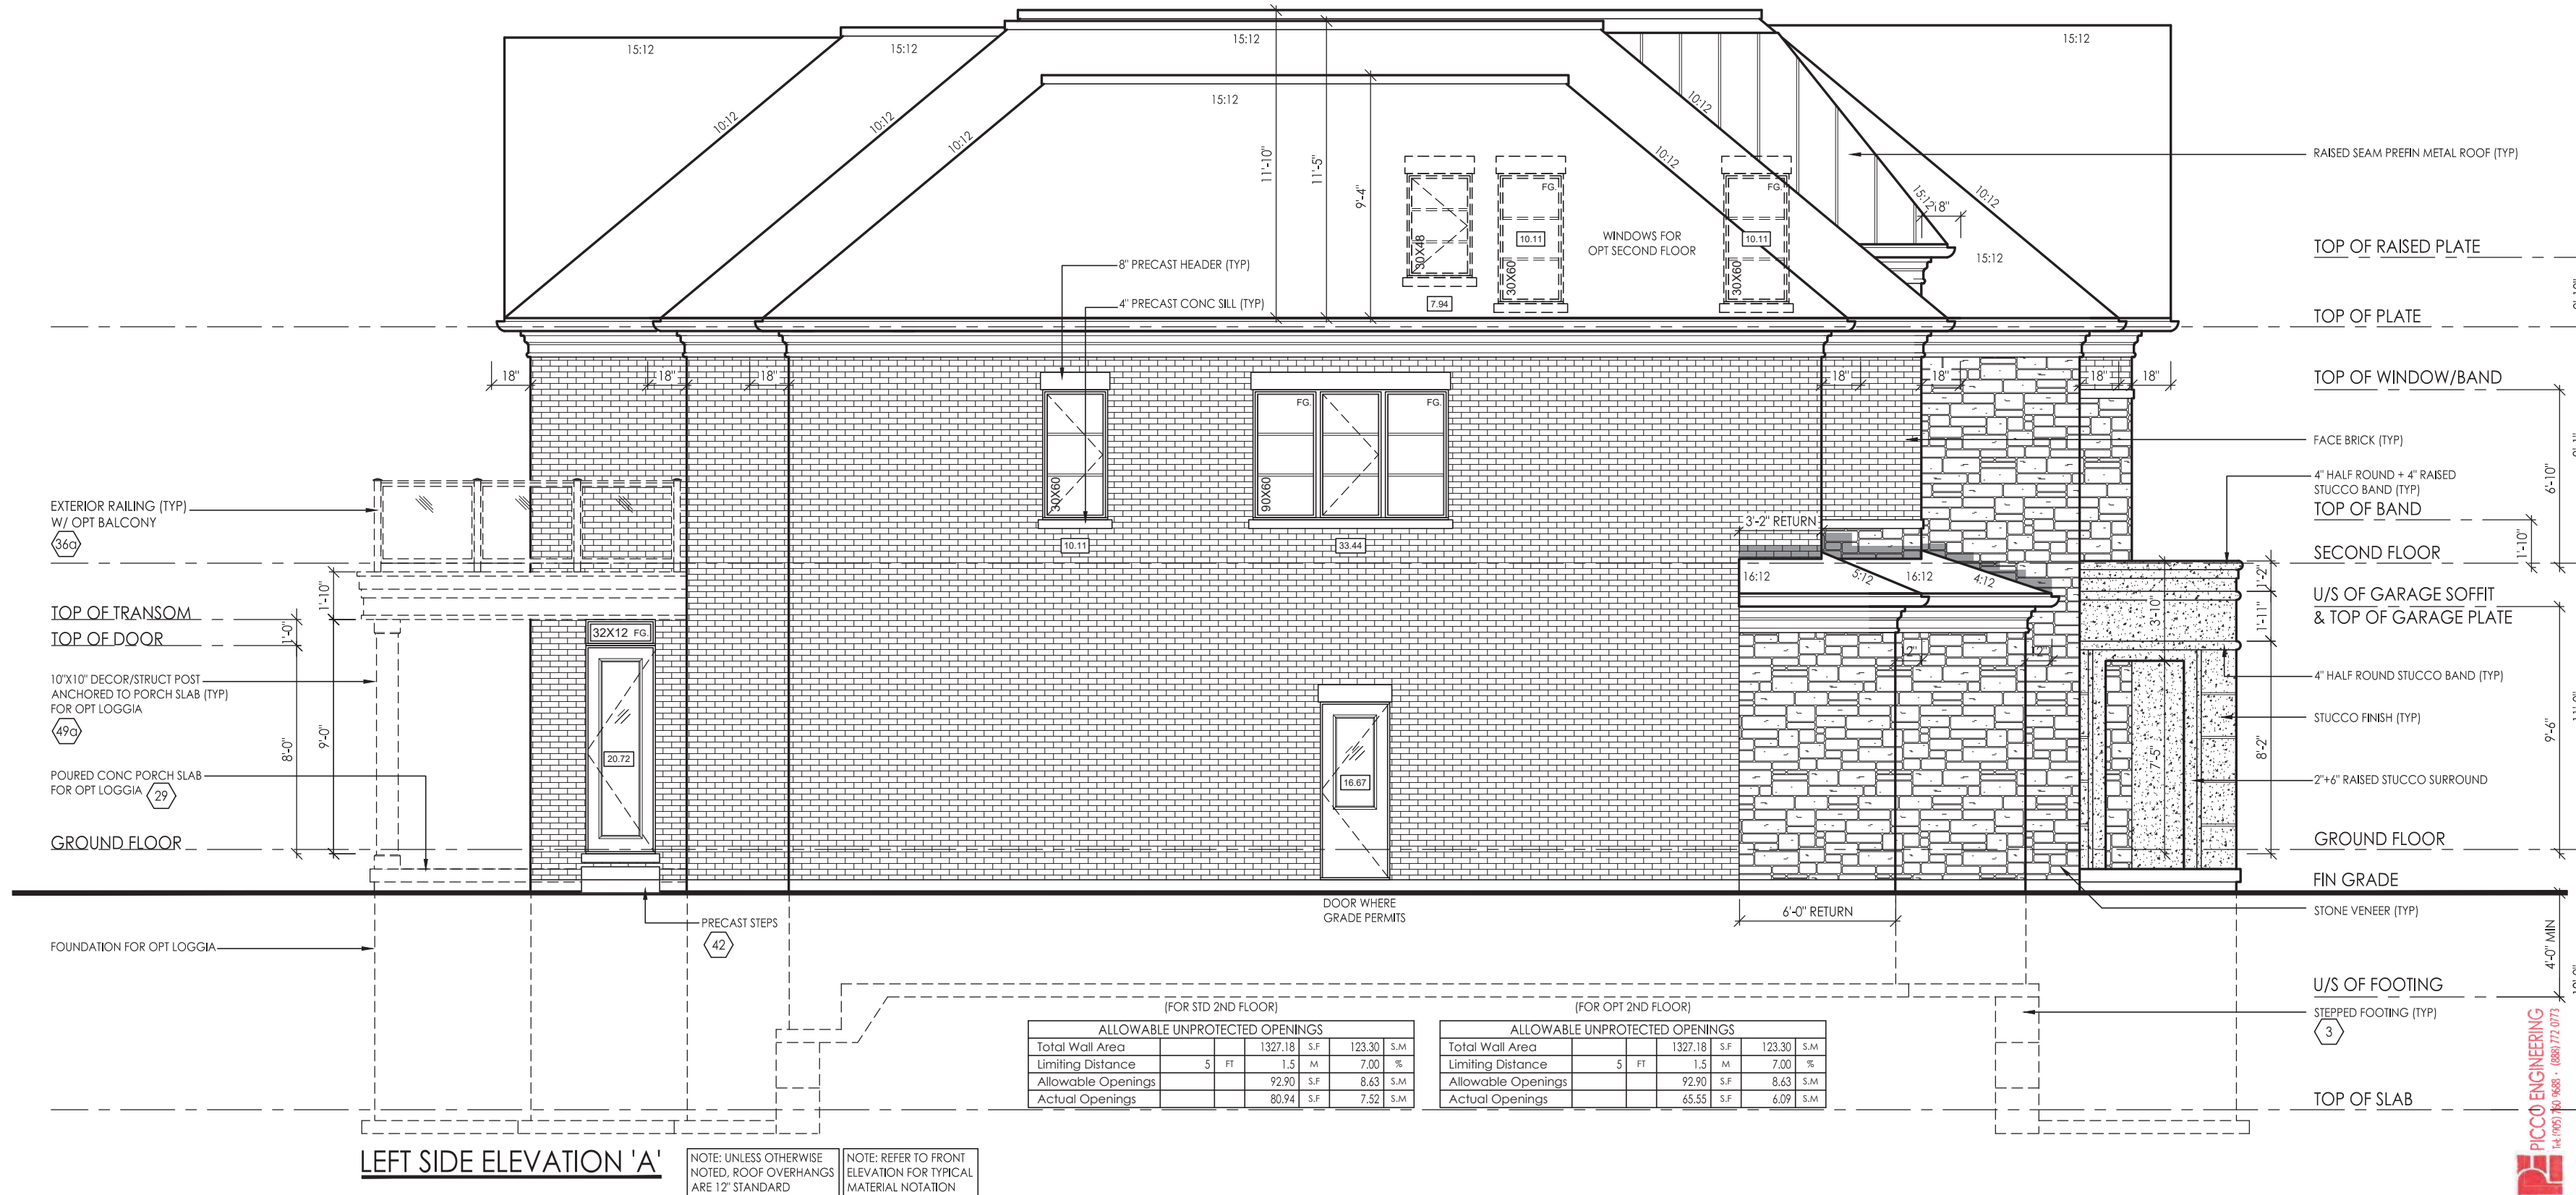 15:12
15:12
15:12
15:12
15:12
10:12
10:12
10:12
10:12
10:12
10:12
15:12
18"
15:12
11'-10"
11'-5"
9'-4"
RAISED SEAM PREFIN METAL ROOF (TYP)
FG.
FG.
30X48
10.11
30X60
10.11
30X60
7.94
WINDOWS FOR
OPT SECOND FLOOR
8" PRECAST HEADER (TYP)
4" PRECAST CONC SILL (TYP)
TOP OF RAISED PLATE
TOP OF PLATE
TOP OF WINDOW/BAND
18"
18"
18"
18"
18"
18"
18"
FG.
FG.
30X60
90X60
10.11
33.44
FACE BRICK (TYP)
4" HALF ROUND + 4" RAISED
STUCCO BAND (TYP)
TOP OF BAND
SECOND FLOOR
6'-10"
1'-10"
EXTERIOR RAILING (TYP)
W/ OPT BALCONY
36a
3'-2" RETURN
16:12
5:12
16:12
4:12
1'-2"
3'-10"
1'-11"
U/S OF GARAGE SOFFIT
& TOP OF GARAGE PLATE
TOP OF TRANSOM
TOP OF DOOR
1'-10"
1'-0"
32X12 FG.
12"
12"
10"X10" DECOR/STRUCT POST
ANCHORED TO PORCH SLAB (TYP)
FOR OPT LOGGIA
49a
8'-0"
9'-0"
20.72
16.67
7'-5"
8'-2"
9'-6"
4" HALF ROUND STUCCO BAND (TYP)
STUCCO FINISH (TYP)
2"+6" RAISED STUCCO SURROUND
POURED CONC PORCH SLAB
FOR OPT LOGGIA 29
GROUND FLOOR
GROUND FLOOR
FIN GRADE
DOOR WHERE
GRADE PERMITS
6'-0" RETURN
STONE VENEER (TYP)
PRECAST STEPS
42
FOUNDATION FOR OPT LOGGIA
4'-0" MIN
U/S OF FOOTING
STEPPED FOOTING (TYP)
3
TOP OF SLAB
(FOR STD 2ND FLOOR)
ALLOWABLE UNPROTECTED OPENINGS
Total Wall Area 1327.18 S.F 123.30 S.M
Limiting Distance 5 FT 1.5 M 7.00 %
Allowable Openings 92.90 S.F 8.63 S.M
Actual Openings 80.94 S.F 7.52 S.M
(FOR OPT 2ND FLOOR)
ALLOWABLE UNPROTECTED OPENINGS
Total Wall Area 1327.18 S.F 123.30 S.M
Limiting Distance 5 FT 1.5 M 7.00 %
Allowable Openings 92.90 S.F 8.63 S.M
Actual Openings 65.55 S.F 6.09 S.M
LEFT SIDE ELEVATION 'A'
NOTE: UNLESS OTHERWISE
NOTED, ROOF OVERHANGS
ARE 12" STANDARD
NOTE: REFER TO FRONT
ELEVATION FOR TYPICAL
MATERIAL NOTATION
PICCO ENGINEERING
Tel: (905) 760 9688 • (888) 772 0773